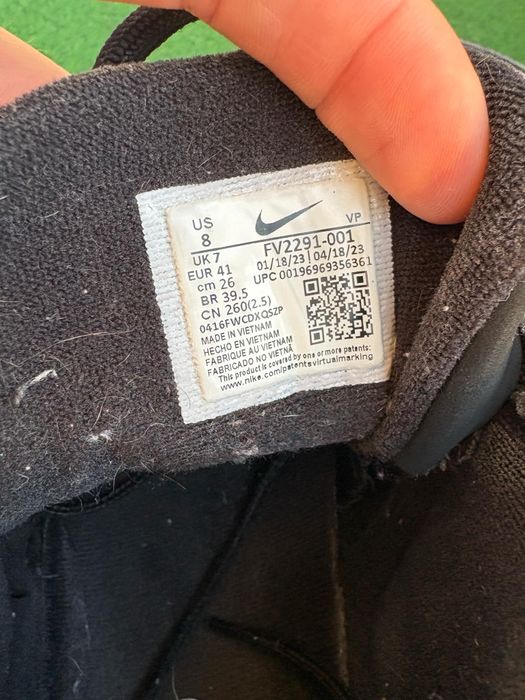 US
8
VP
UK 7
FV2291-001
EUR 41
01/18/23 04/18/23
cm 26
UPC 00196969356361
BR 39.5
CN 260(2.5)
0416FWCDXQSZP
MADE IN VIETNAM
HECHO EN VIETNAM
FABRIQUE AU VIETNAM
FABRICADO NO VIETNÃ
This product is covered by one or more patents:
www.nike.com/patentsvirtualmarking